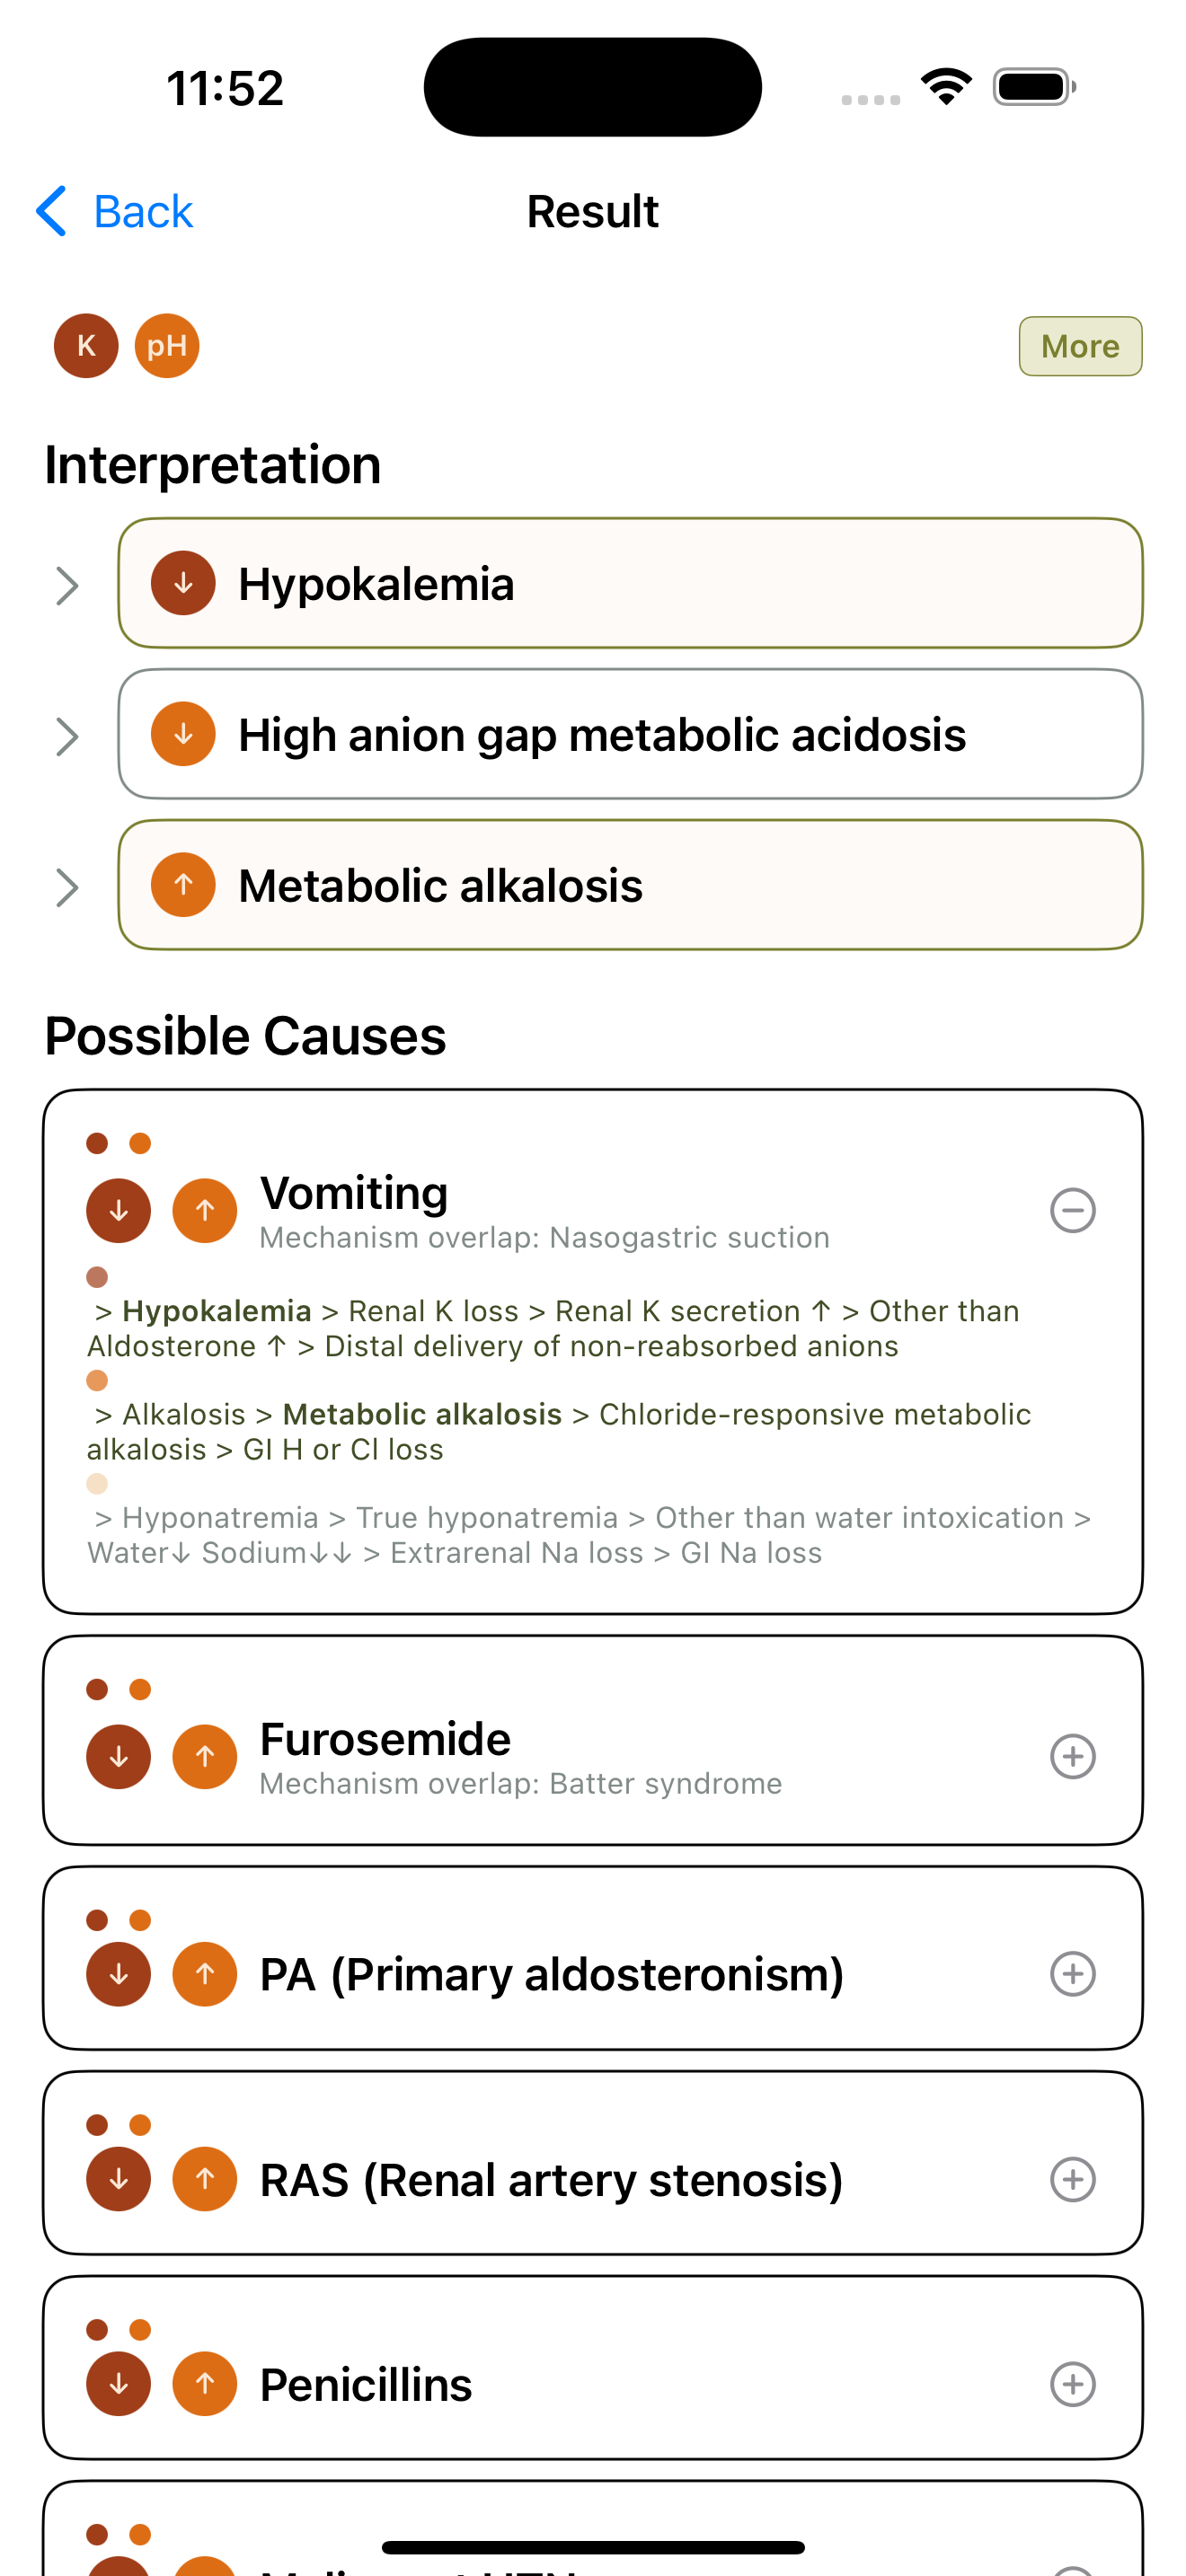 11:52
Back
Result
K pH
More
Interpretation
↓ Hypokalemia
↓ High anion gap metabolic acidosis
↑ Metabolic alkalosis
Possible Causes
↓ ↑ Vomiting
Mechanism overlap: Nasogastric suction
> Hypokalemia > Renal K loss > Renal K secretion ↑ > Other than
Aldosterone ↑ > Distal delivery of non-reabsorbed anions
> Alkalosis > Metabolic alkalosis > Chloride-responsive metabolic
alkalosis > GI H or Cl loss
> Hyponatremia > True hyponatremia > Other than water intoxication >
Water↓ Sodium↓↓ > Extrarenal Na loss > GI Na loss
↓ ↑ Furosemide
Mechanism overlap: Batter syndrome
↓ ↑ PA (Primary aldosteronism)
↓ ↑ RAS (Renal artery stenosis)
↓ ↑ Penicillins